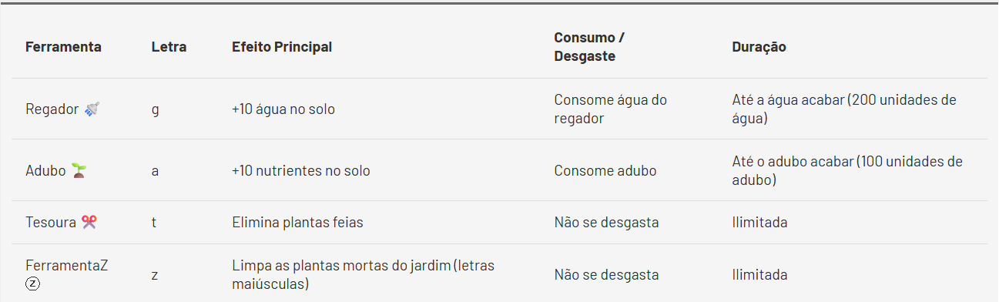 Ferramenta
Letra
Efeito Principal
Consumo /
Desgaste
Duração
Regador
g
+10 água no solo
Consome água do
regador
Até a água acabar (200 unidades de
água)
Adubo
a
+10 nutrientes no solo
Consome adubo
Até o adubo acabar (100 unidades de
adubo)
Tesoura
t
Elimina plantas feias
Não se desgasta
Ilimitada
FerramentaZ
ⓩ
z
Limpa as plantas mortas do jardim (letras
maiúsculas)
Não se desgasta
Ilimitada